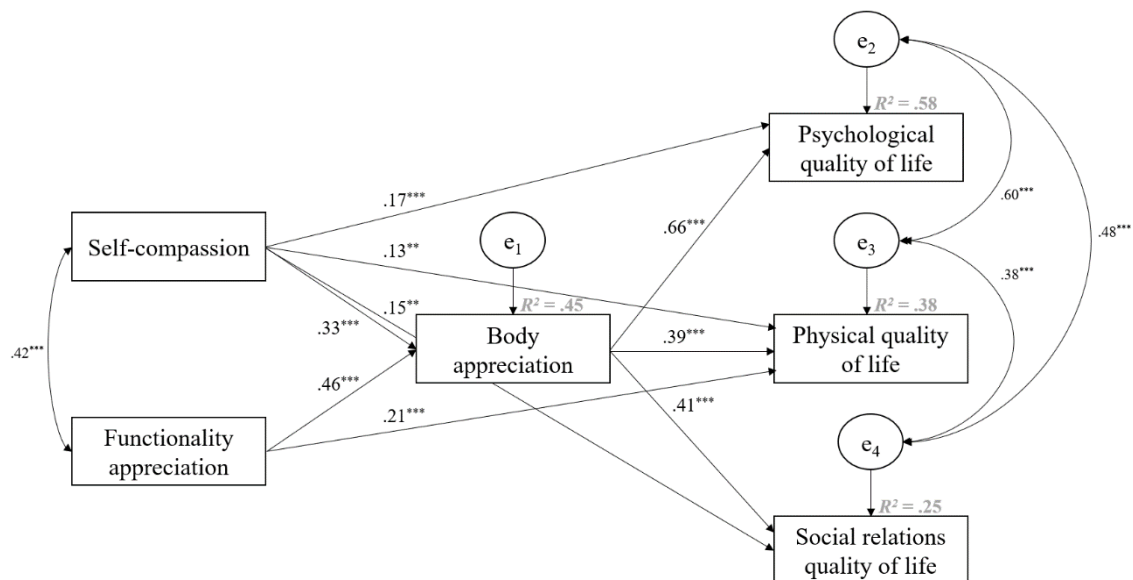 e2
R² = .58
Psychological
quality of life
.17***
.60***
Self-compassion
e1
.66***
e3
.48***
.13**
.38***
.15**
R² = .45
R² = .38
.33***
Body
appreciation
.39***
Physical quality
of life
.42***
.46***
.41***
.21***
Functionality
appreciation
e4
R² = .25
Social relations
quality of life